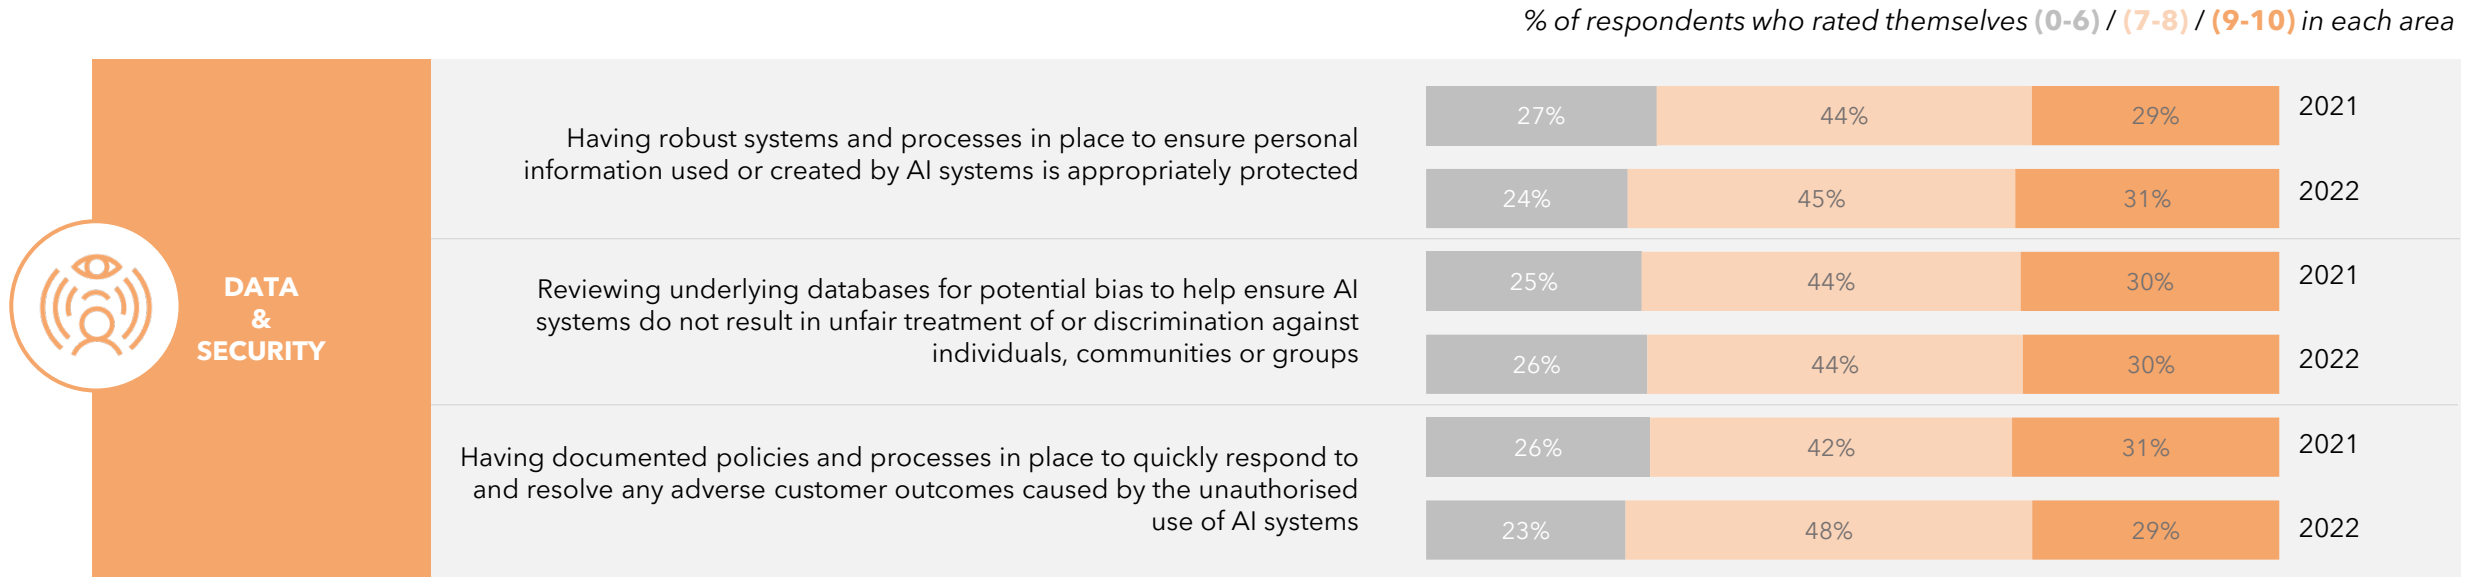 % of respondents who rated themselves (0-6) / (7-8) / (9-10) in each area
DATA
&
SECURITY
Having robust systems and processes in place to ensure personal
information used or created by AI systems is appropriately protected
27% 44% 29% 2021
24% 45% 31% 2022
Reviewing underlying databases for potential bias to help ensure AI
systems do not result in unfair treatment of or discrimination against
individuals, communities or groups
25% 44% 30% 2021
26% 44% 30% 2022
Having documented policies and processes in place to quickly respond to
and resolve any adverse customer outcomes caused by the unauthorised
use of AI systems
26% 42% 31% 2021
23% 48% 29% 2022